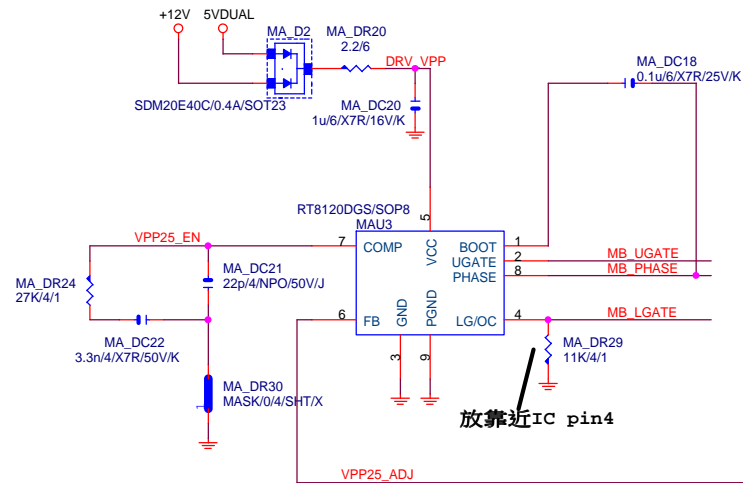 +12V
5VDUAL
MA_D2
MA_DR20
2.2/6
DRV_VPP
MA_DC18
0.1u/6/X7R/25V/K
SDM20E40C/0.4A/SOT23
MA_DC20
1u/6/X7R/16V/K
RT8120DGS/SOP8
MAU3
5
VCC
VPP25_EN
7
COMP
BOOT
1
UGATE
2
MB_UGATE
PHASE
8
MB_PHASE
MA_DR24
27K/4/1
MA_DC21
22p/4/NPO/50V/J
MA_DC22
3.3n/4/X7R/50V/K
6
FB
GND
PGND
LG/OC
4
MB_LGATE
3
9
MA_DR29
11K/4/1
MA_DR30
MASK/0/4/SHT/X
1
放靠近IC pin4
VPP25_ADJ